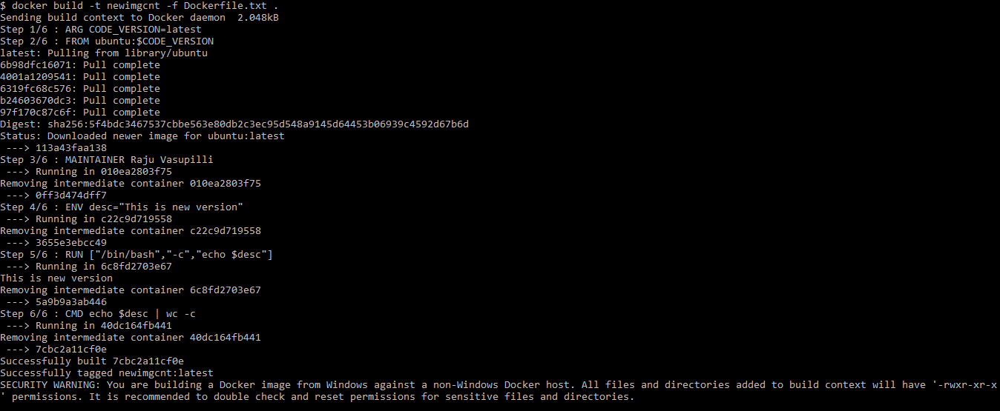 $ docker build -t newimgcnt -f Dockerfile.txt .
Sending build context to Docker daemon  2.048kB
Step 1/6 : ARG CODE_VERSION=latest
Step 2/6 : FROM ubuntu:$CODE_VERSION
latest: Pulling from library/ubuntu
6b98dfc16071: Pull complete
4001a1209541: Pull complete
6319fc68c576: Pull complete
b24603670dc3: Pull complete
97f170c87c6f: Pull complete
Digest: sha256:5f4bdc3467537cbbe563e80db2c3ec95d548a9145d64453b06939c4592d67b6d
Status: Downloaded newer image for ubuntu:latest
 ---> 113a43faa138
Step 3/6 : MAINTAINER Raju Vasupilli
 ---> Running in 010ea2803f75
Removing intermediate container 010ea2803f75
 ---> 0ff3d474dff7
Step 4/6 : ENV desc="This is new version"
 ---> Running in c22c9d719558
Removing intermediate container c22c9d719558
 ---> 3655e3ebcc49
Step 5/6 : RUN ["/bin/bash","-c","echo $desc"]
 ---> Running in 6c8fd2703e67
This is new version
Removing intermediate container 6c8fd2703e67
 ---> 5a9b9a3ab446
Step 6/6 : CMD echo $desc | wc -c
 ---> Running in 40dc164fb441
Removing intermediate container 40dc164fb441
 ---> 7cbc2a11cf0e
Successfully built 7cbc2a11cf0e
Successfully tagged newimgcnt:latest
SECURITY WARNING: You are building a Docker image from Windows against a non-Windows Docker host. All files and directories added to build context will have '-rwxr-xr-x
' permissions. It is recommended to double check and reset permissions for sensitive files and directories.